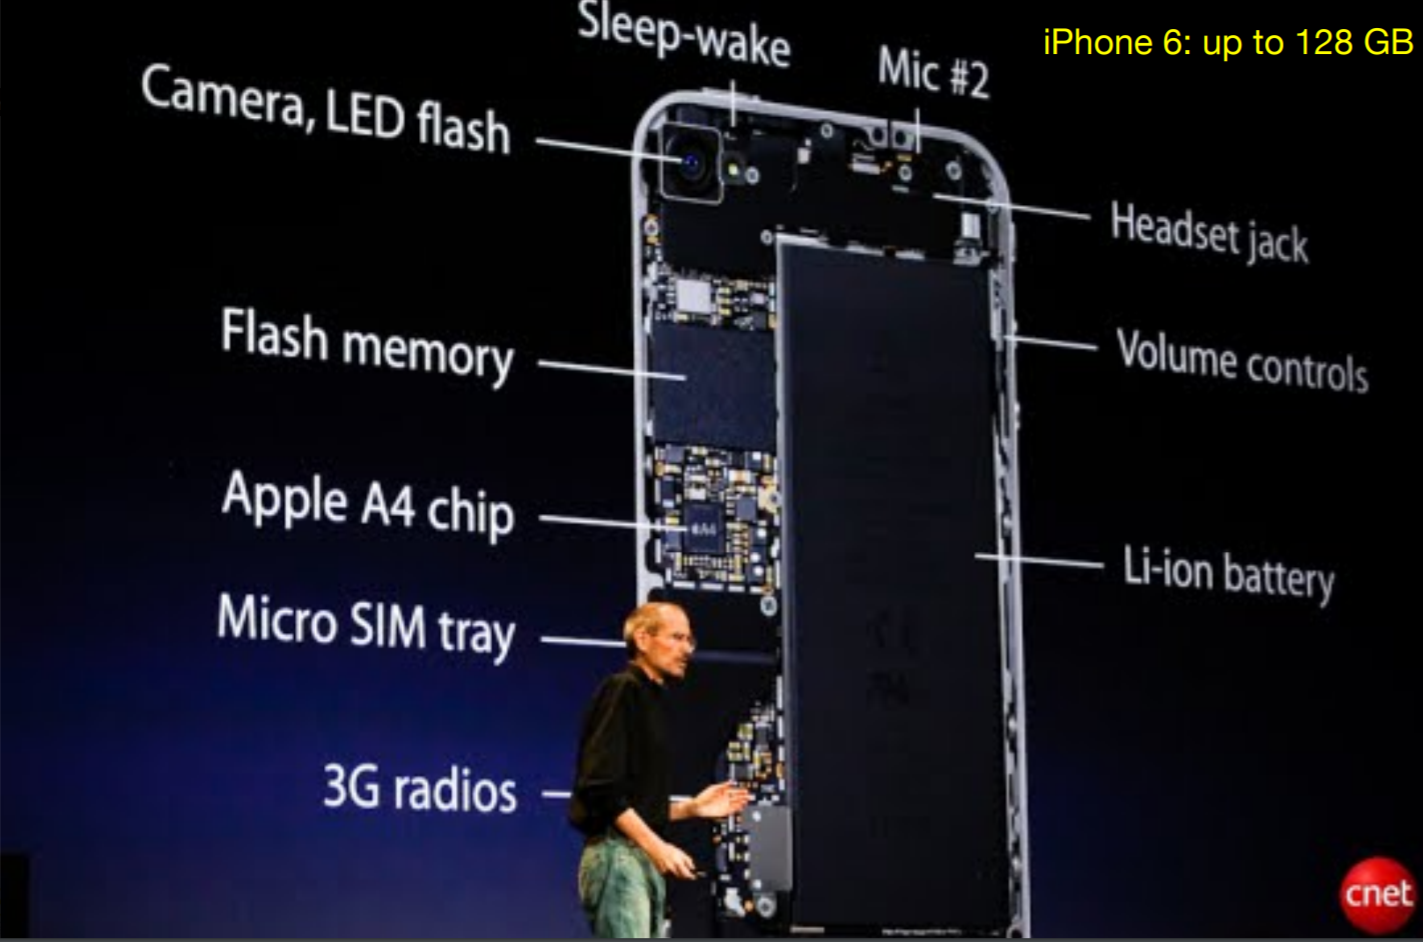 Sleep-wake
iPhone 6: up to 128 GB
Mic #2
Camera, LED flash
Headset jack
Flash memory
Volume controls
Apple A4 chip
A4
Li-ion battery
Micro SIM tray
3G radios
cnet